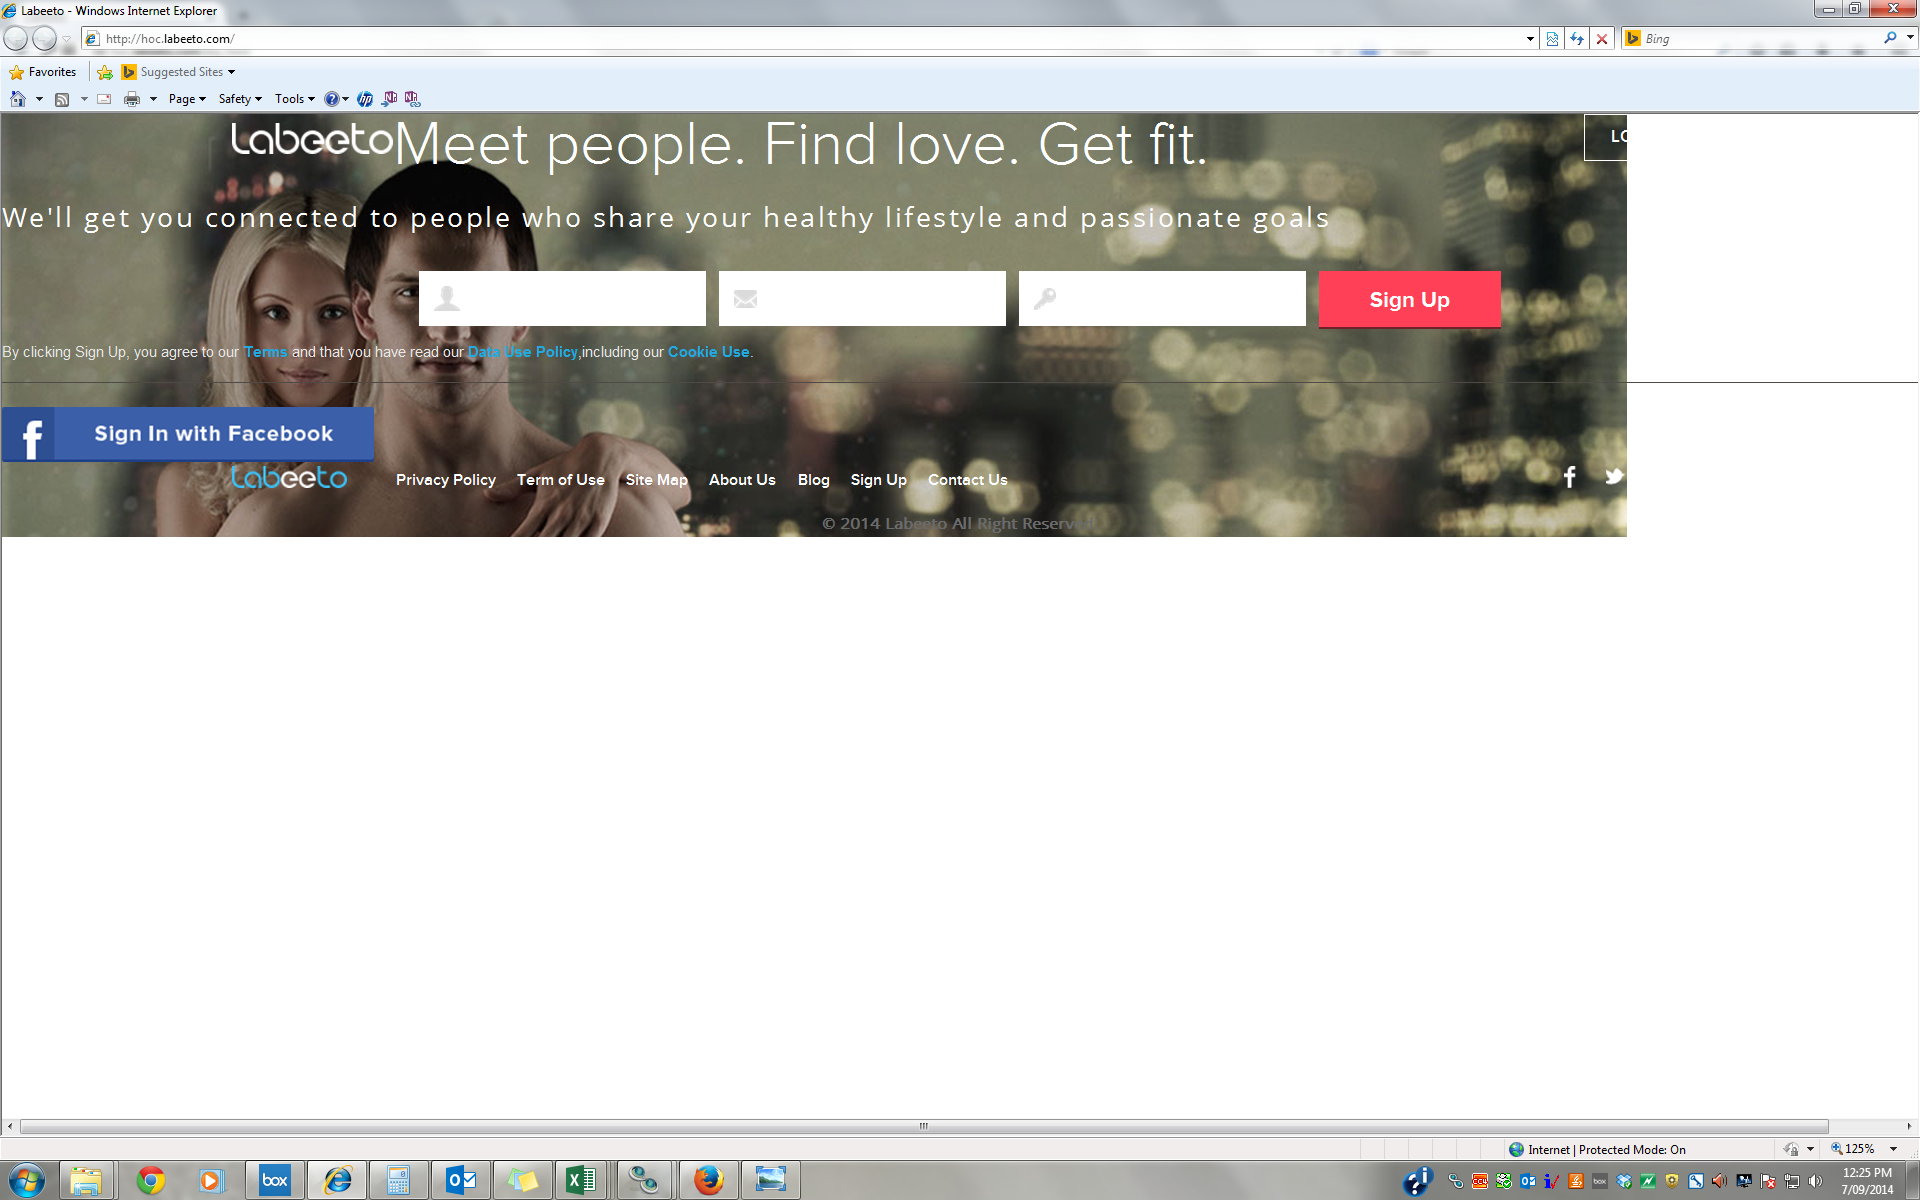 Labeeto - Windows Internet Explorer
http://hoc.labeeto.com/
Bing
Favorites Suggested Sites
Page Safety Tools
Labeeto Meet people. Find love. Get fit.
We'll get you connected to people who share your healthy lifestyle and passionate goals
Sign Up
By clicking Sign Up, you agree to our Terms and that you have read our Data Use Policy,including our Cookie Use.
f Sign In with Facebook
Labeeto Privacy Policy Term of Use Site Map About Us Blog Sign Up Contact Us
© 2014 Labeeto All Right Reserved
Internet | Protected Mode: On 125%
box
12:25 PM
7/09/2014